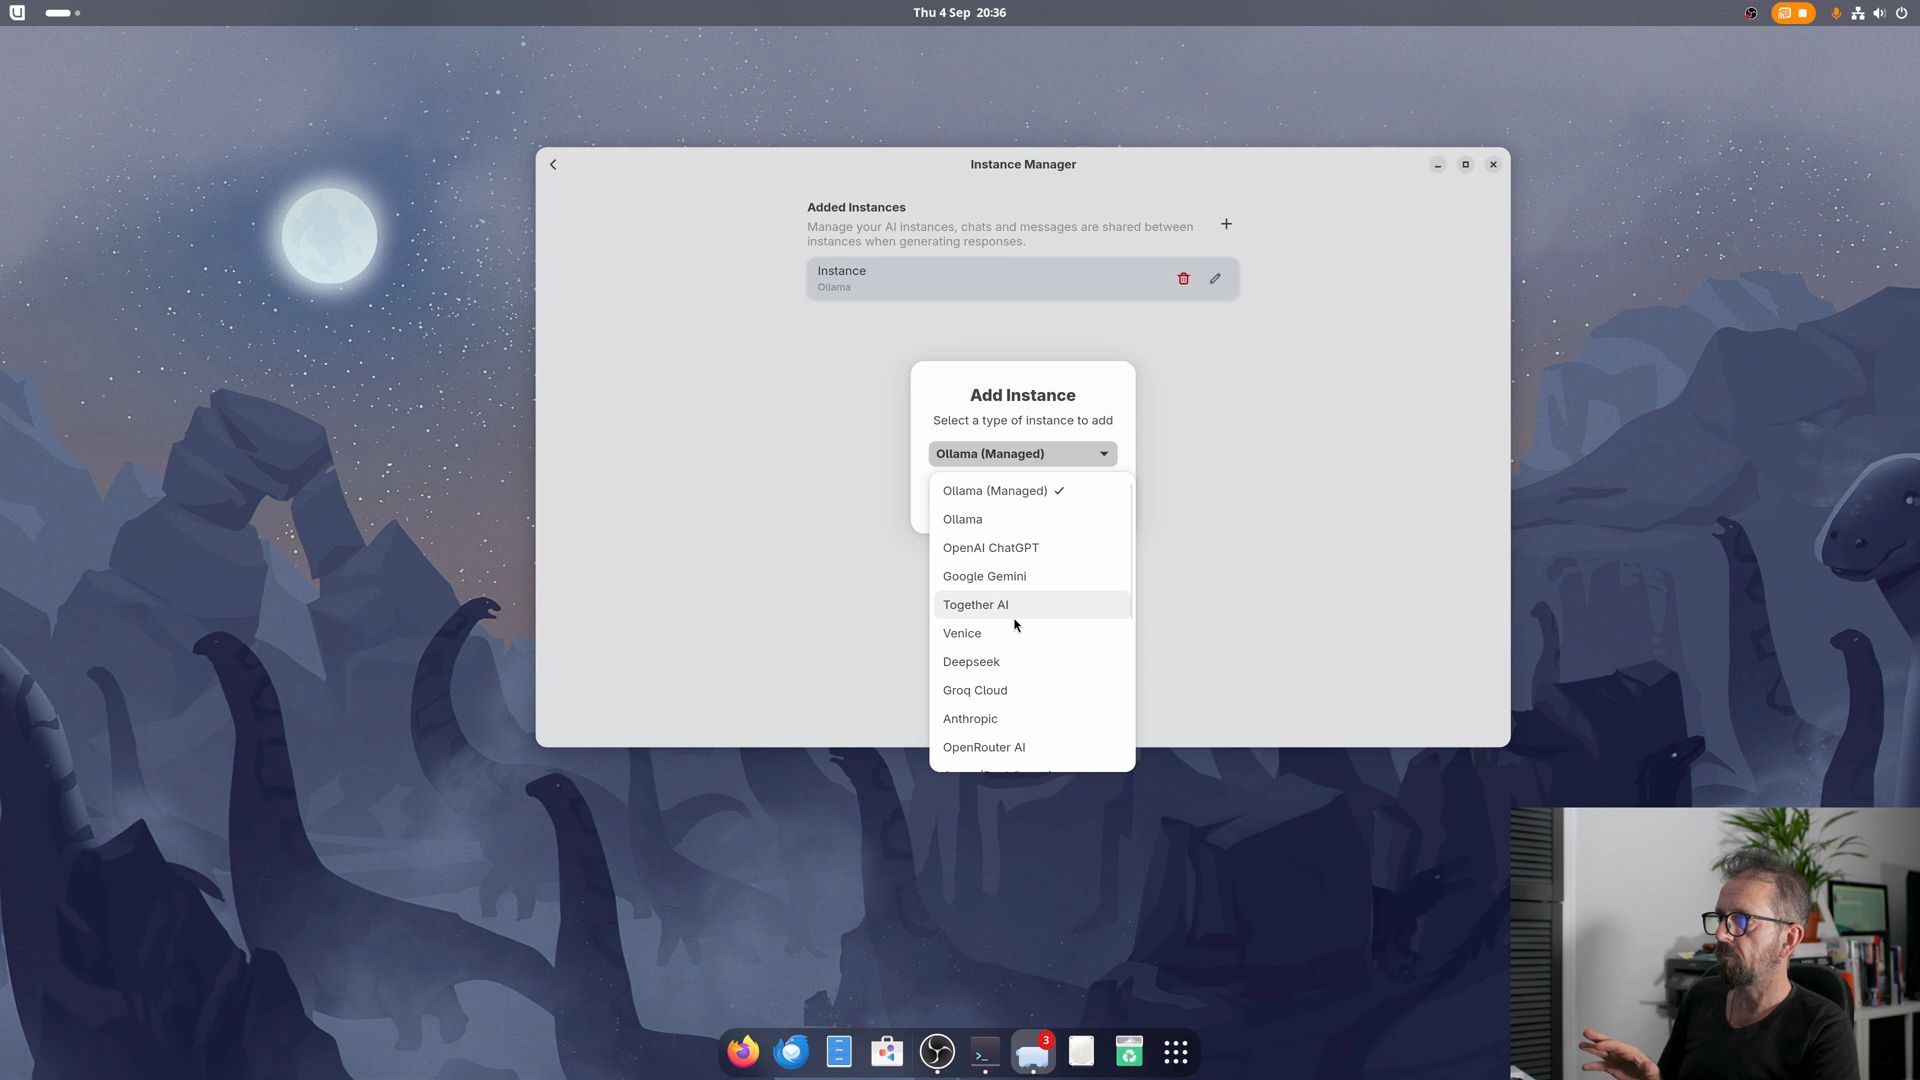 Thu 4 Sep 20:36
Instance Manager
Added Instances
Manage your AI instances, chats and messages are shared between
instances when generating responses.
Instance
Ollama
Add Instance
Select a type of instance to add
Ollama (Managed)
Ollama (Managed)
Ollama
OpenAI ChatGPT
Google Gemini
Together AI
Venice
Deepseek
Groq Cloud
Anthropic
OpenRouter AI
3